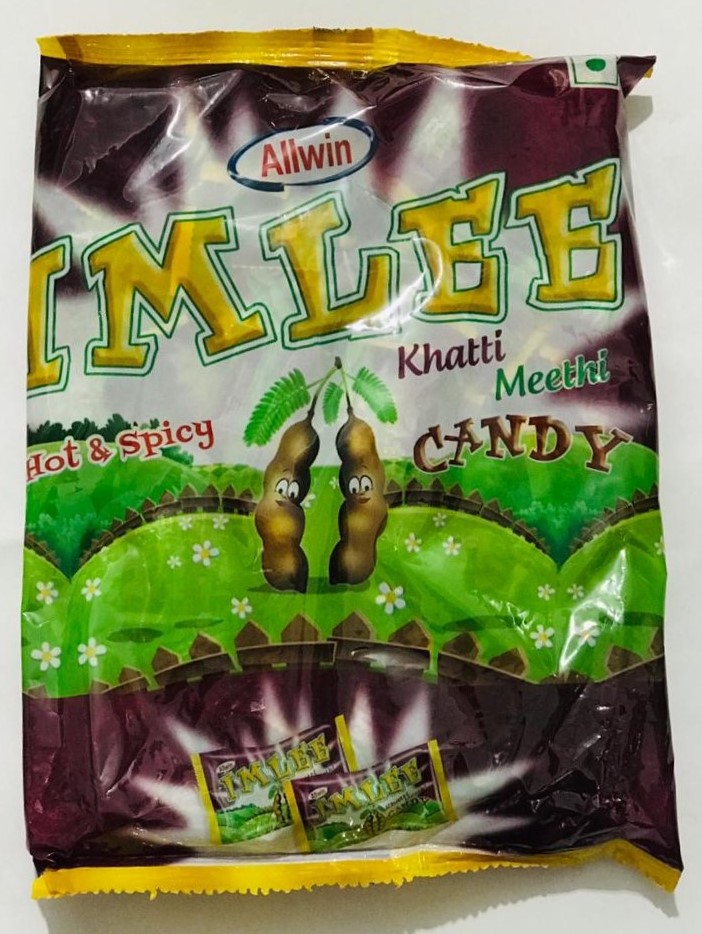 Allwin
IMLEE
Khatti
Meethi
Hot & Spicy
CANDY
IMLEE
IMLEE